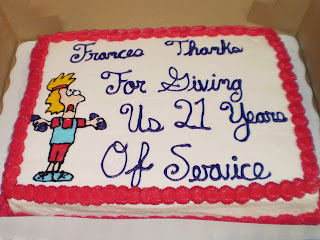 Frances Thanks
For Giving
Us 21 Years
Of Service